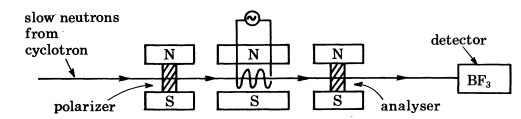 slow neutrons
from
cyclotron
detector
N N N
BF₃
S S S
polarizer
analyser